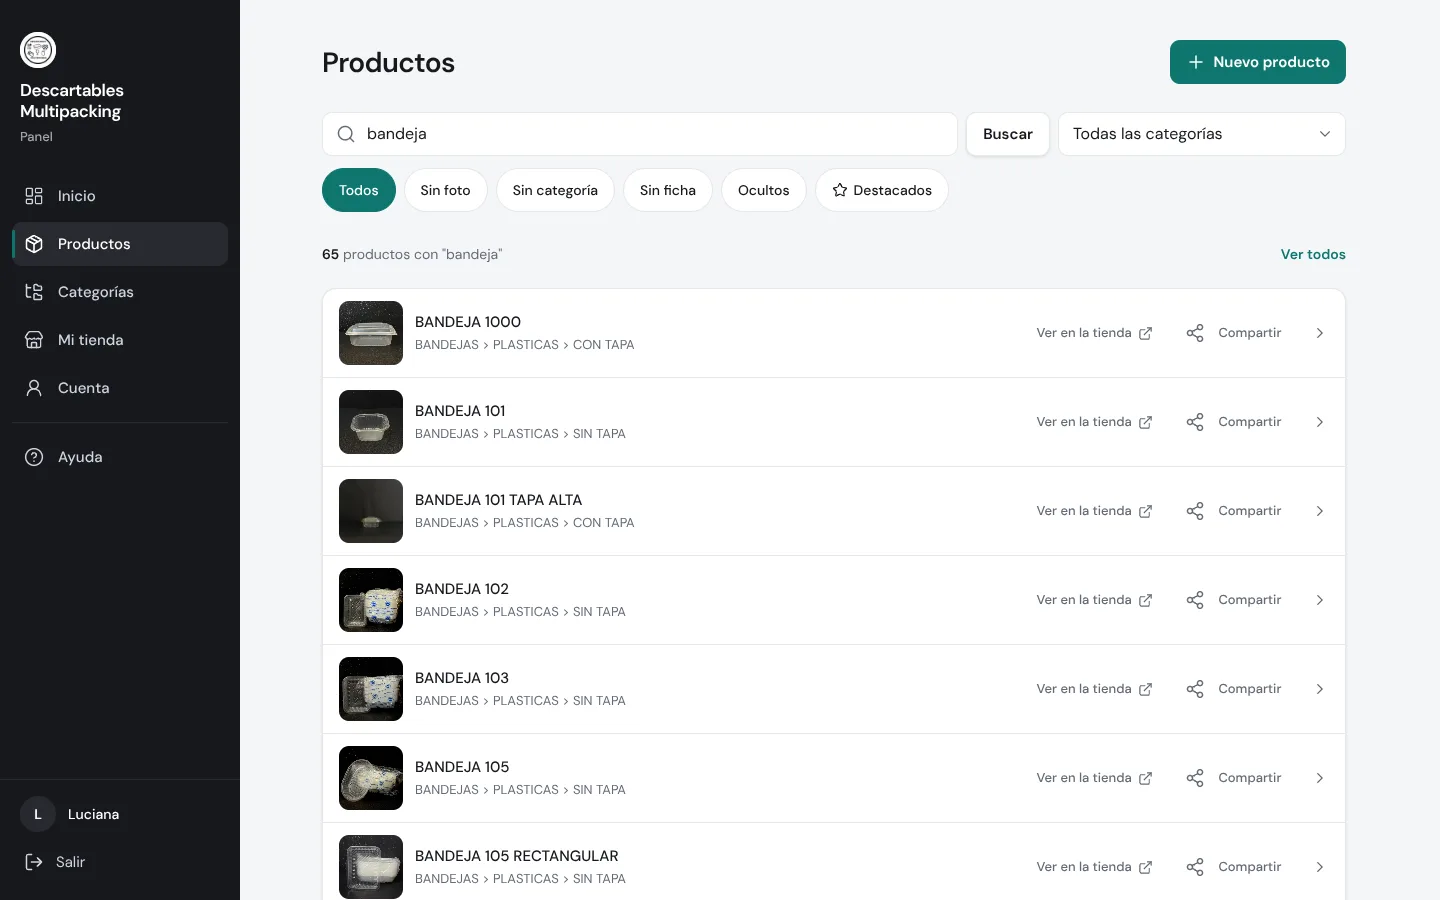 Descartables
Multipacking
Panel
Inicio
Productos
Categorías
Mi tienda
Cuenta
Ayuda
L Luciana
Salir
Productos
Nuevo producto
bandeja
Buscar
Todas las categorías
Todos
Sin foto
Sin categoría
Sin ficha
Ocultos
Destacados
65 productos con "bandeja"
Ver todos
BANDEJA 1000
BANDEJAS > PLASTICAS > CON TAPA
Ver en la tienda
Compartir
BANDEJA 101
BANDEJAS > PLASTICAS > SIN TAPA
Ver en la tienda
Compartir
BANDEJA 101 TAPA ALTA
BANDEJAS > PLASTICAS > CON TAPA
Ver en la tienda
Compartir
BANDEJA 102
BANDEJAS > PLASTICAS > SIN TAPA
Ver en la tienda
Compartir
BANDEJA 103
BANDEJAS > PLASTICAS > SIN TAPA
Ver en la tienda
Compartir
BANDEJA 105
BANDEJAS > PLASTICAS > SIN TAPA
Ver en la tienda
Compartir
BANDEJA 105 RECTANGULAR
BANDEJAS > PLASTICAS > SIN TAPA
Ver en la tienda
Compartir